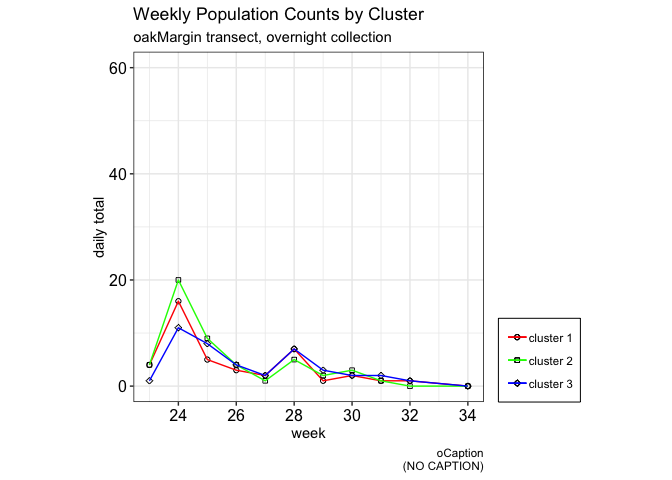 Weekly Population Counts by Cluster
oakMargin transect, overnight collection
60
40
20
0
daily total
24 26 28 30 32 34
week
cluster 1
cluster 2
cluster 3
oCaption
(NO CAPTION)